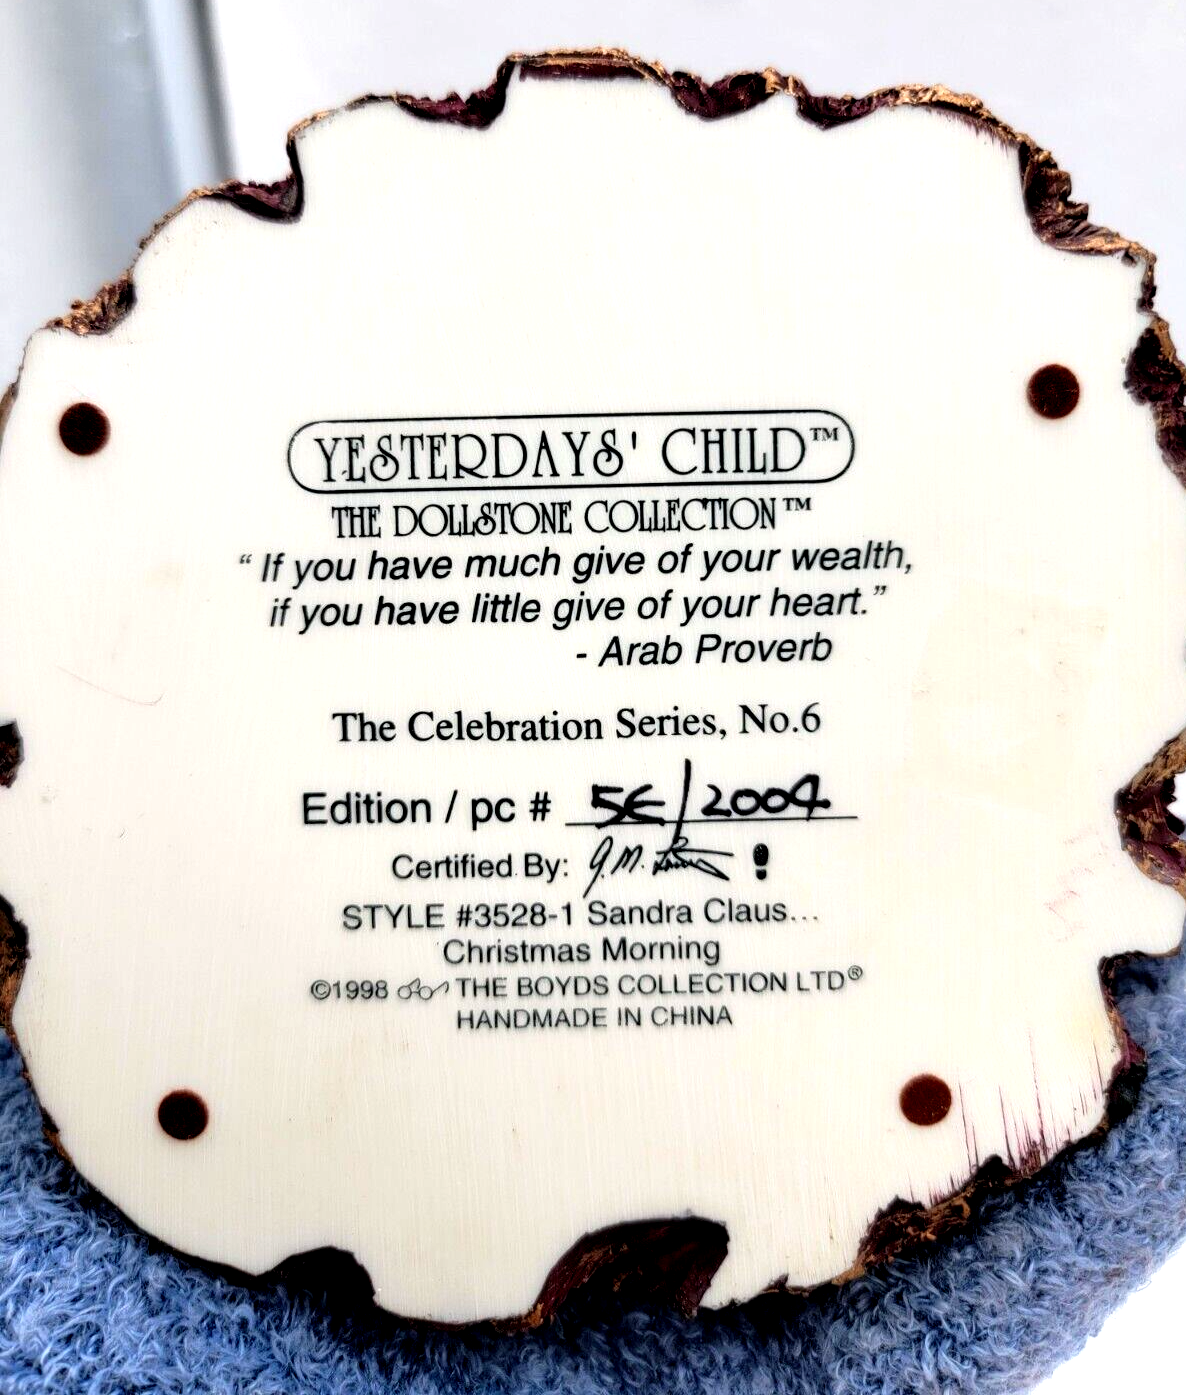 YESTERDAYS' CHILD™
THE DOLLSTONE COLLECTION™
“If you have much give of your wealth,
if you have little give of your heart.”
- Arab Proverb
The Celebration Series, No.6
Edition / pc # 5E/2004
Certified By: J.M.
STYLE #3528-1 Sandra Claus...
Christmas Morning
©1998 THE BOYDS COLLECTION LTD®
HANDMADE IN CHINA